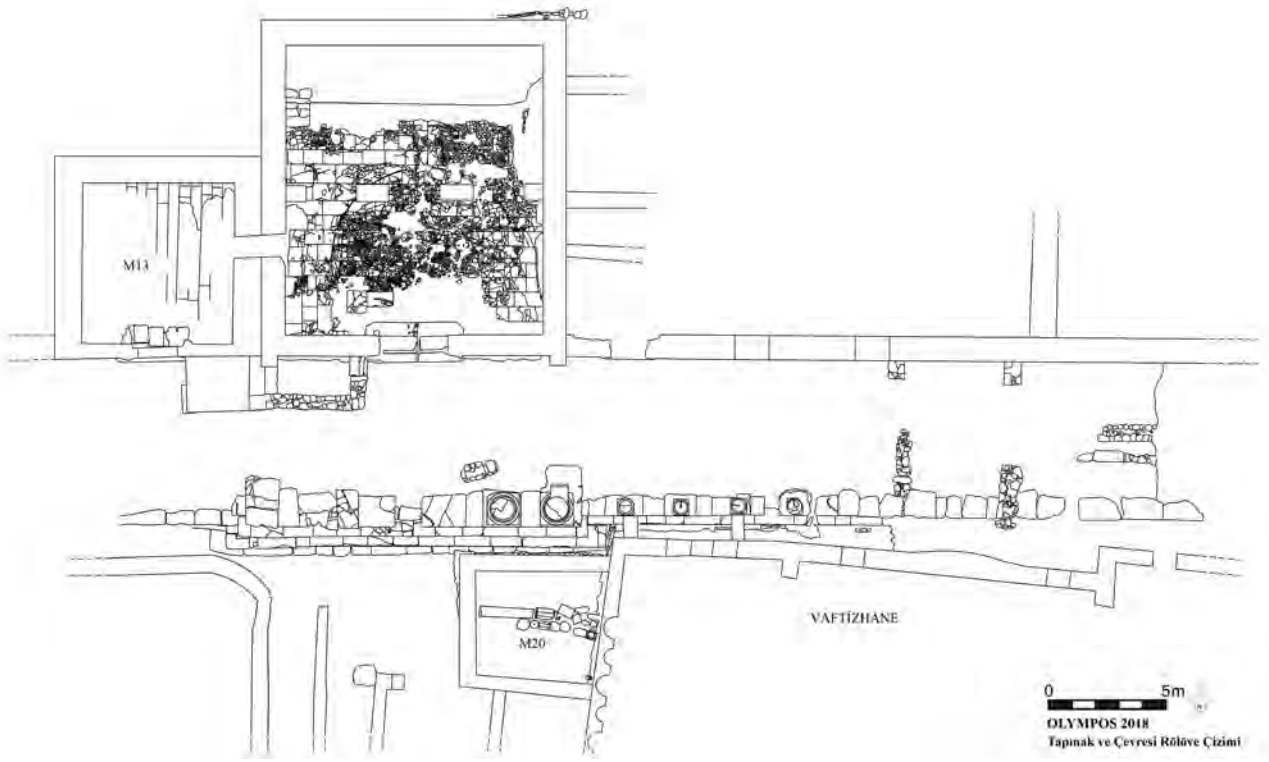 M13
M20
VAFTİZHANE
0 5m
OLYMPOS 2018
Tapınak ve Çevresi Rölöve Çizimi